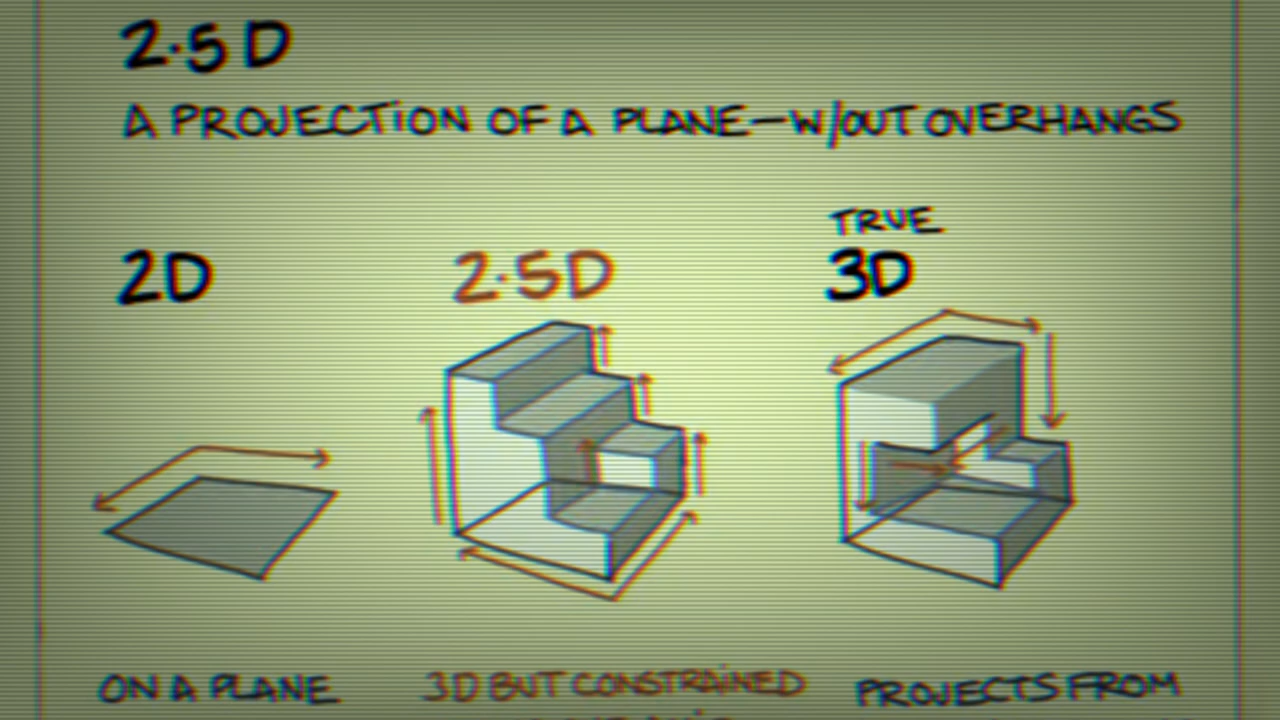 2.5D
A PROJECTION OF A PLANE—W/OUT OVERHANGS
TRUE
2D 2.5D 3D
ON A PLANE 3D BUT CONSTRAINED PROJECTS FROM